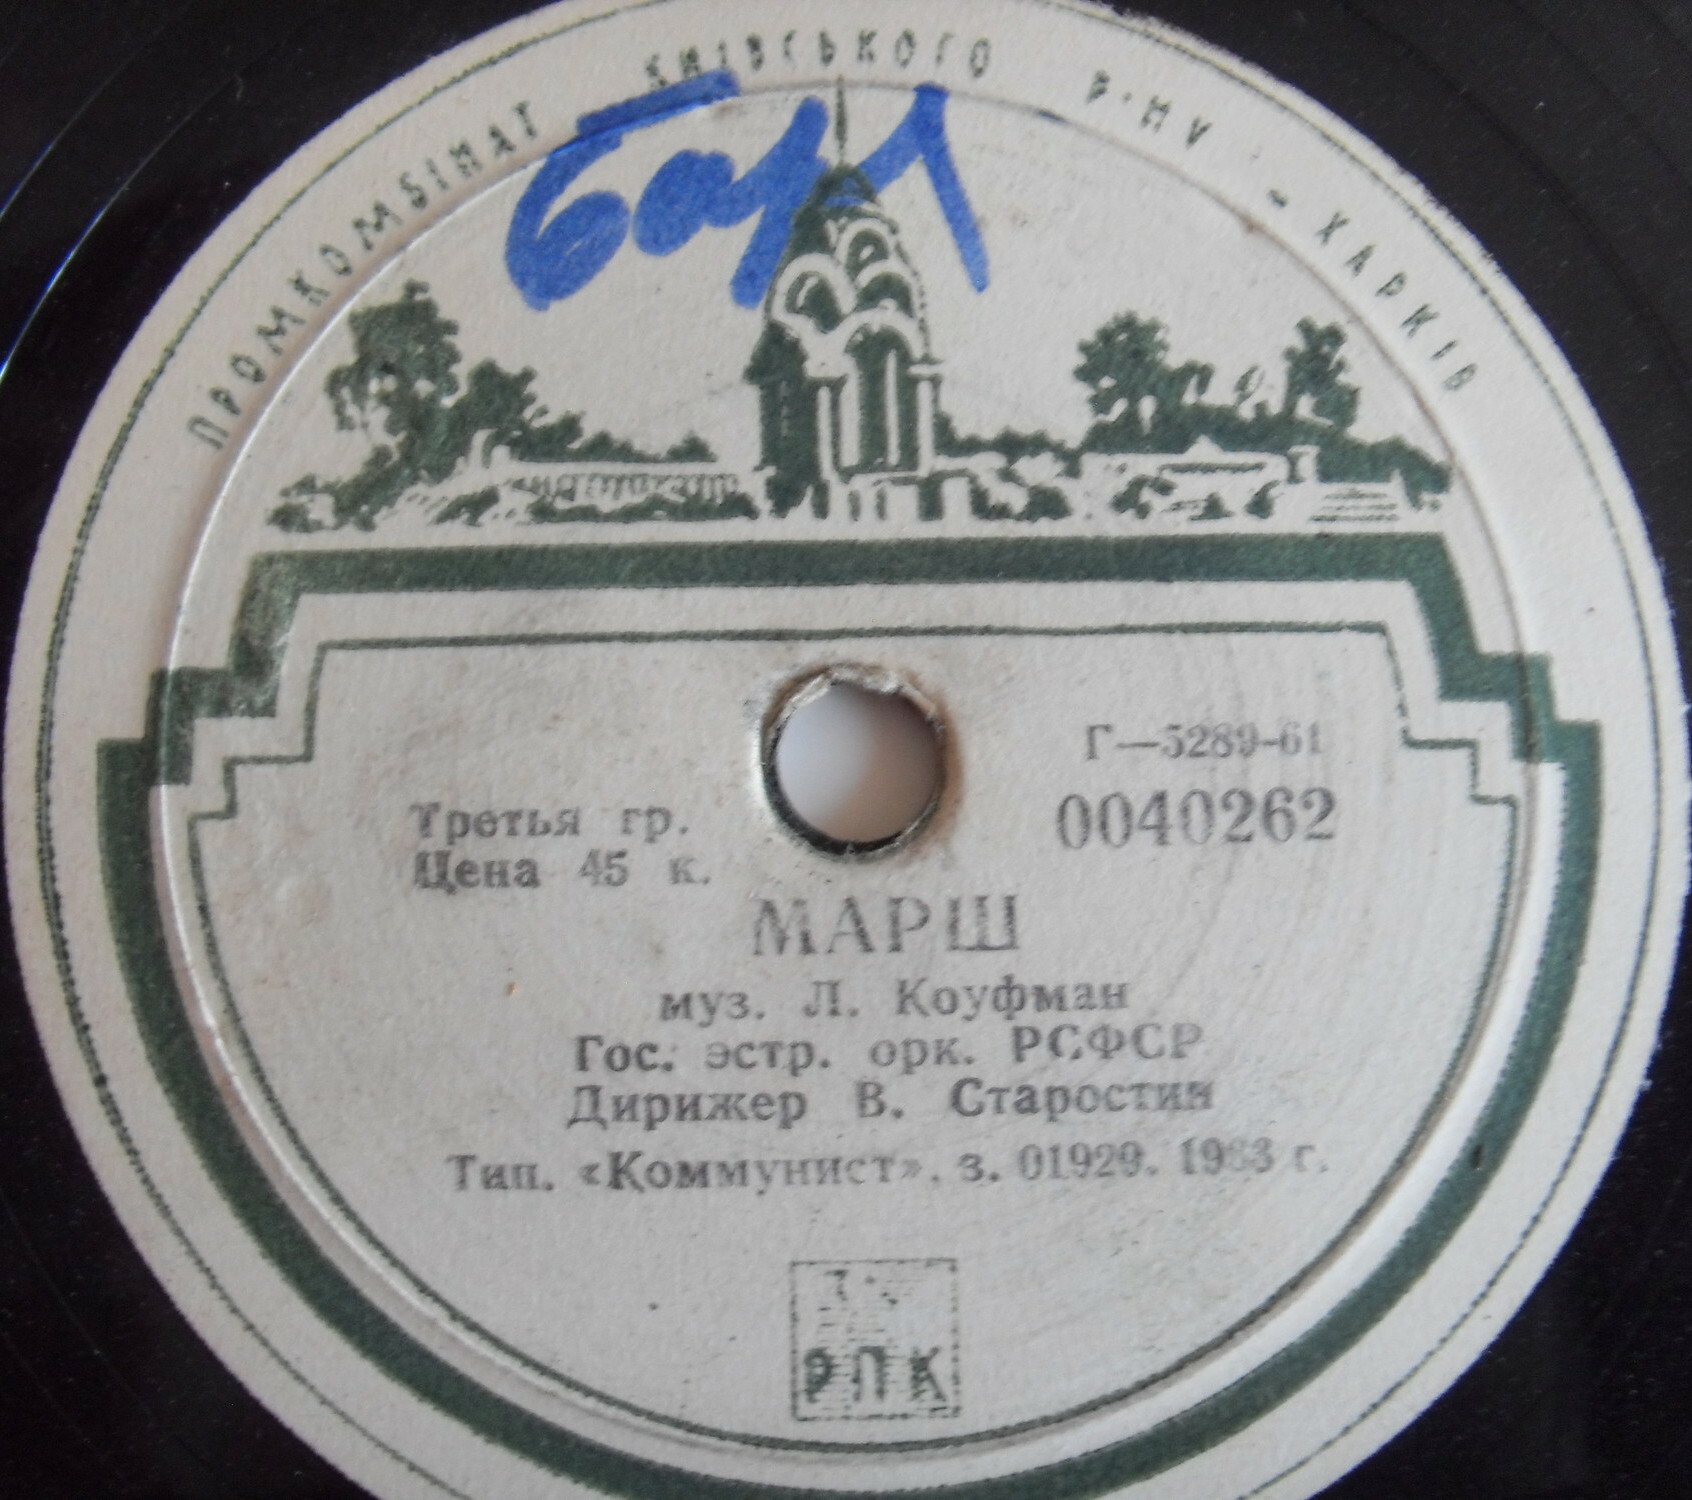 ПРОМКОМБІНАТ КИЇВСЬКОГО Р-НУ - ХАРКІВ
Г—5289-61
0040262
Третья гр.
Цена 45 к.
МАРШ
муз. Л. Коуфман
Гос. эстр. орк. РСФСР
Дирижер В. Старостин
Тип. «Коммунист». з. 01929. 1963 г.
РПК